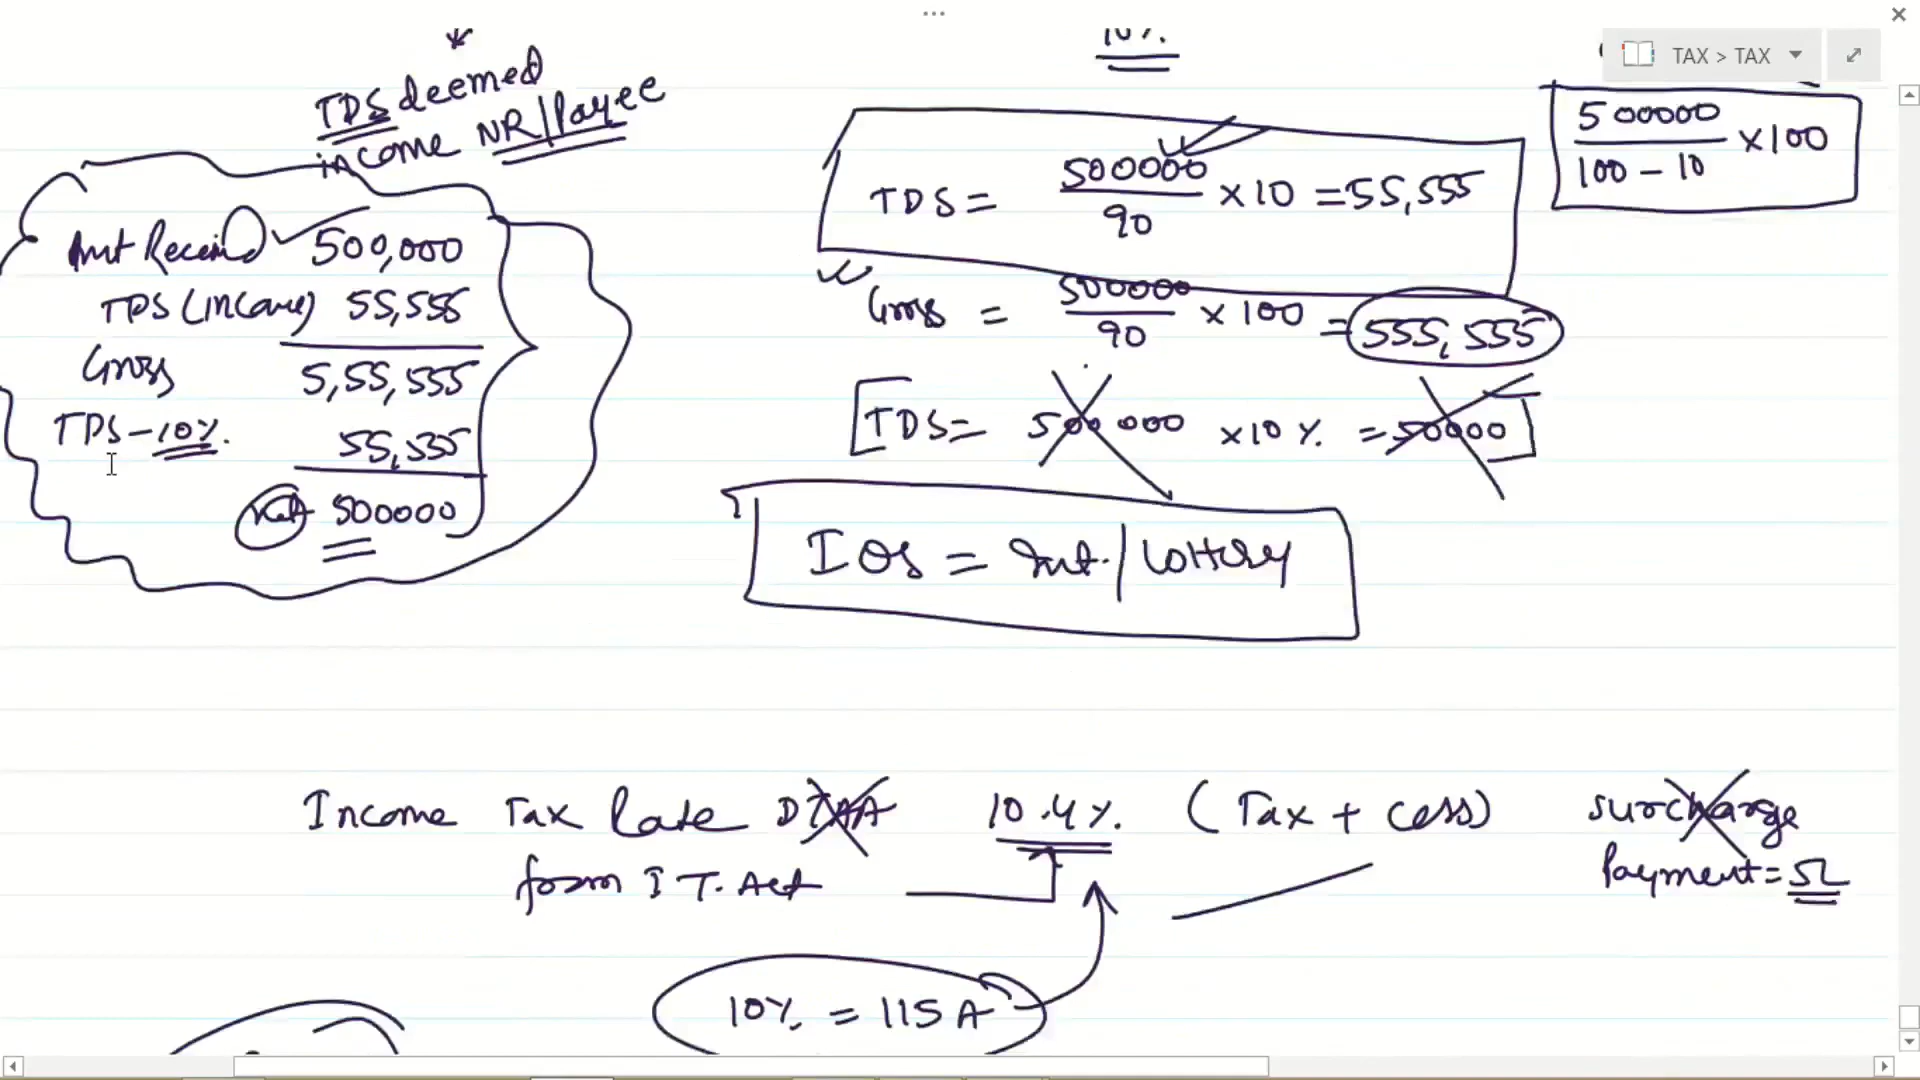 TAX > TAX
10%.
TDS deemed
income NR/Payee
Amt Received 500,000
TDS (Income) 55,555
Gross 5,55,555
TDS - 10%. 55,555
Net 500000
500000
100 - 10 ×100
TDS = 500000
90 ×10 = 55,555
Gross = 500000
90 × 100 = 555,555
TDS = 500000 ×10%. = 50000
IOS = Int. / Lottery
Income Tax Rate DTAA 10.4%. (Tax + Cess) surcharge
from I T. Act Payment = 5L
10%. = 115A